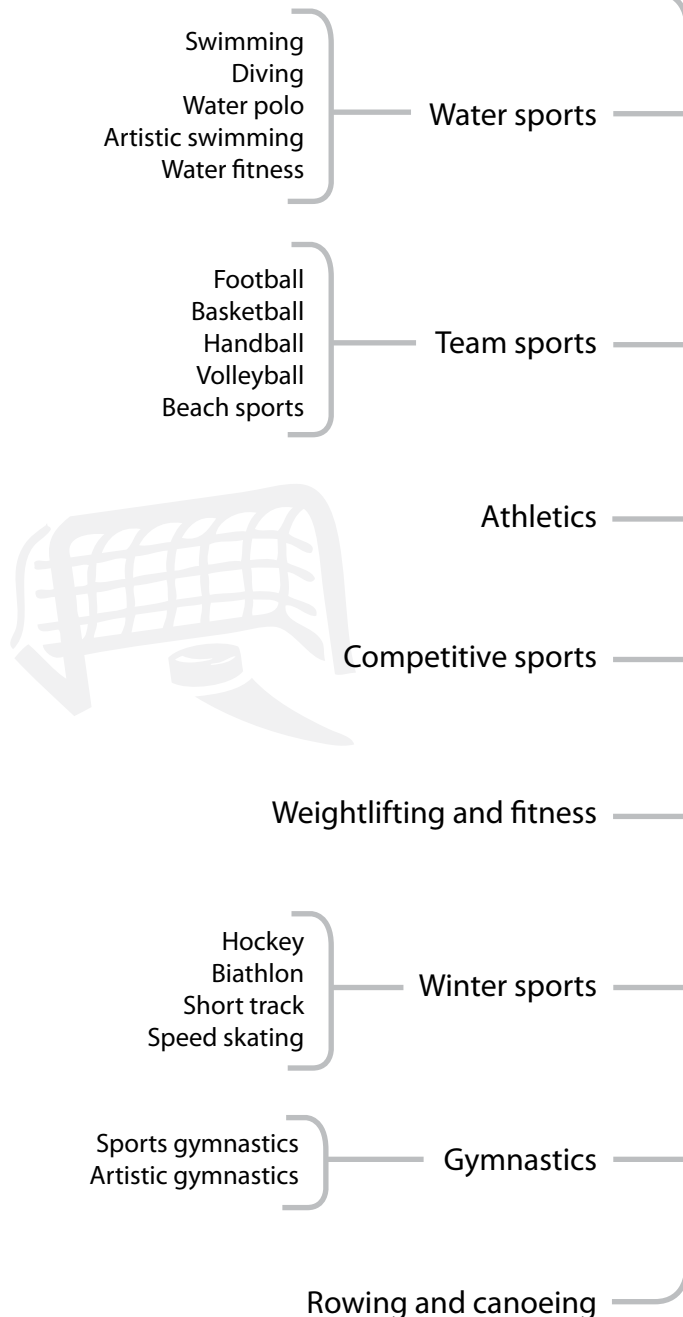 Swimming
Diving
Water polo
Artistic swimming
Water fitness
Water sports
Football
Basketball
Handball
Volleyball
Beach sports
Team sports
Athletics
Competitive sports
Weightlifting and fitness
Hockey
Biathlon
Short track
Speed skating
Winter sports
Sports gymnastics
Artistic gymnastics
Gymnastics
Rowing and canoeing